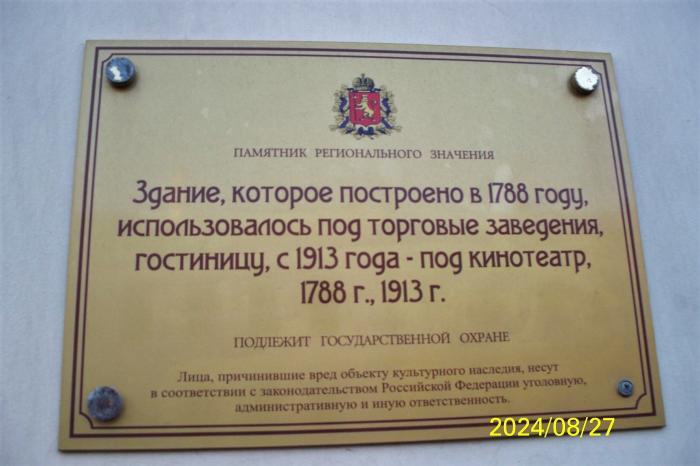 ПАМЯТНИК РЕГИОНАЛЬНОГО ЗНАЧЕНИЯ
Здание, которое построено в 1788 году,
использовалось под торговые заведения,
гостиницу, с 1913 года - под кинотеатр,
1788 г., 1913 г.
ПОДЛЕЖИТ ГОСУДАРСТВЕННОЙ ОХРАНЕ
Лица, причинившие вред объекту культурного наследия, несут
в соответствии с законодательством Российской Федерации уголовную,
административную и иную ответственность.
2024/08/27